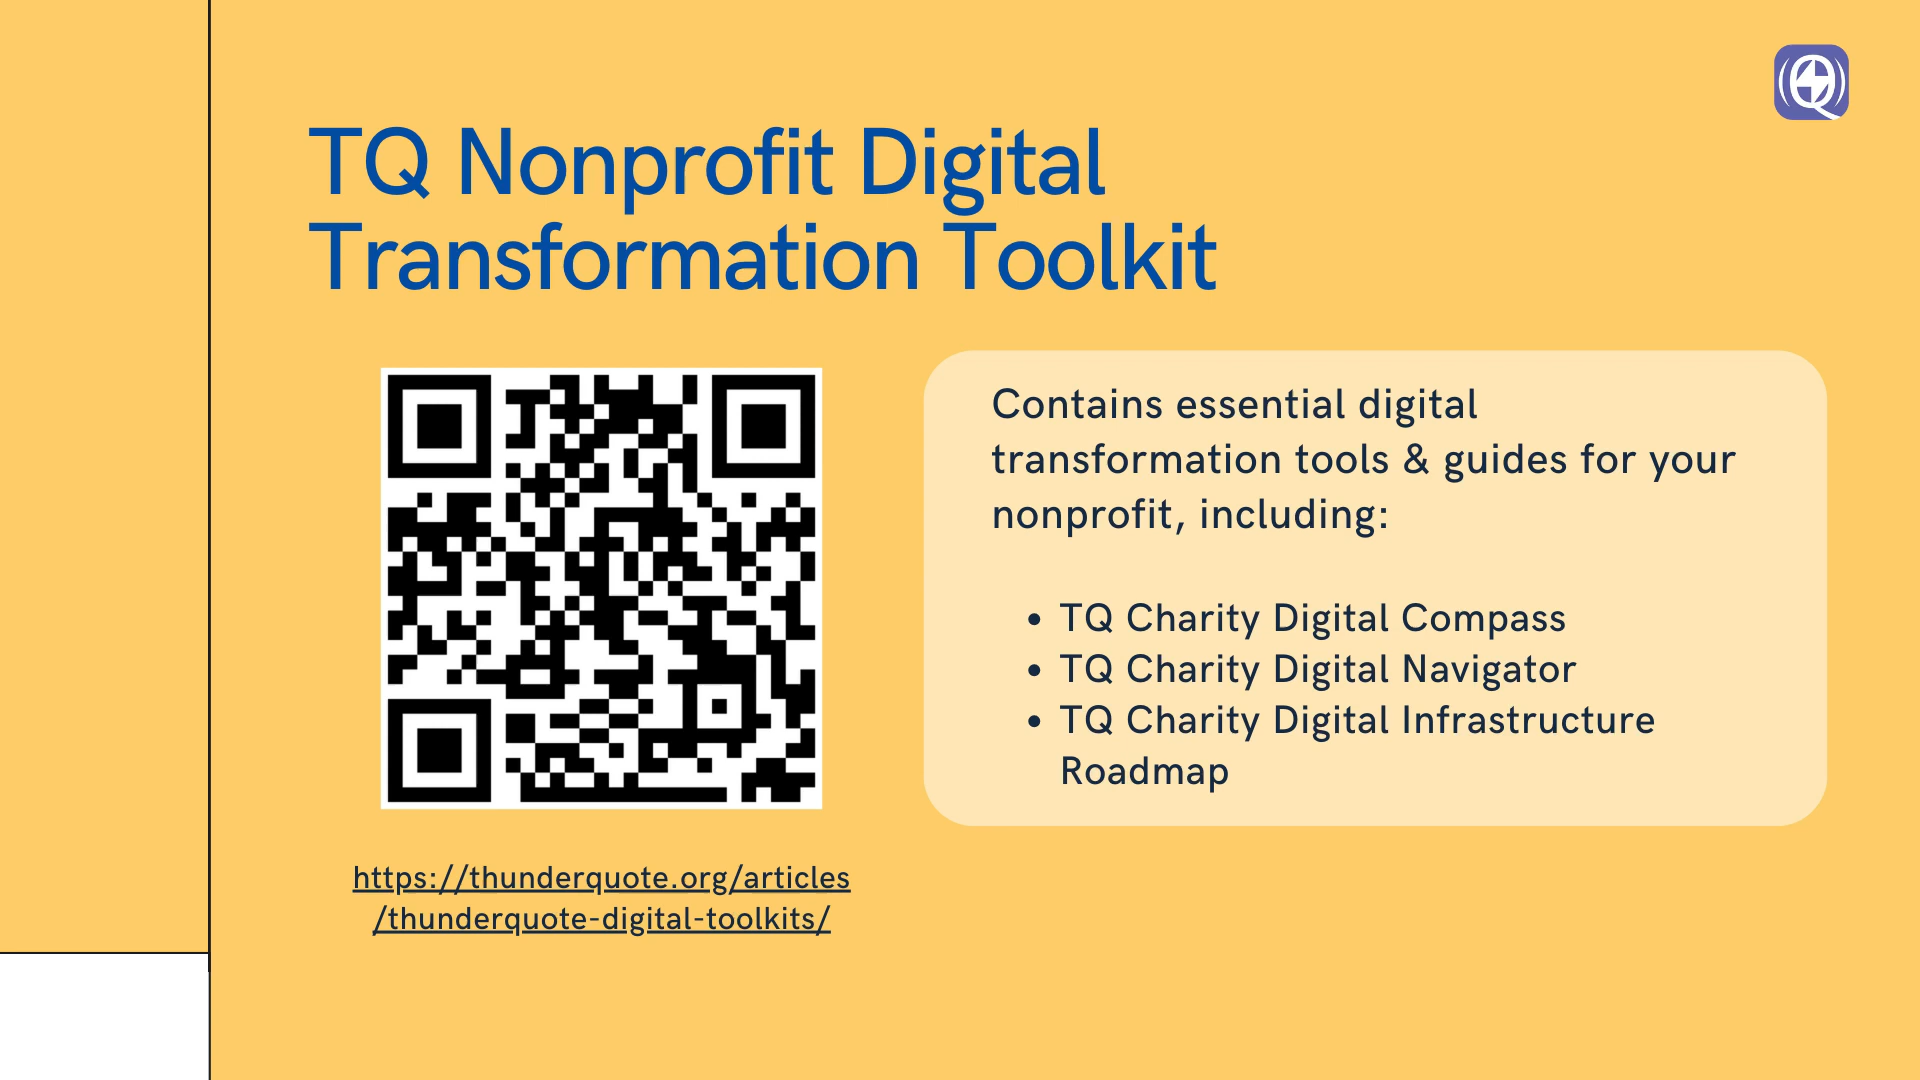 TQ Nonprofit Digital
Transformation Toolkit
Contains essential digital
transformation tools & guides for your
nonprofit, including:
• TQ Charity Digital Compass
• TQ Charity Digital Navigator
• TQ Charity Digital Infrastructure
Roadmap
https://thunderquote.org/articles
/thunderquote-digital-toolkits/